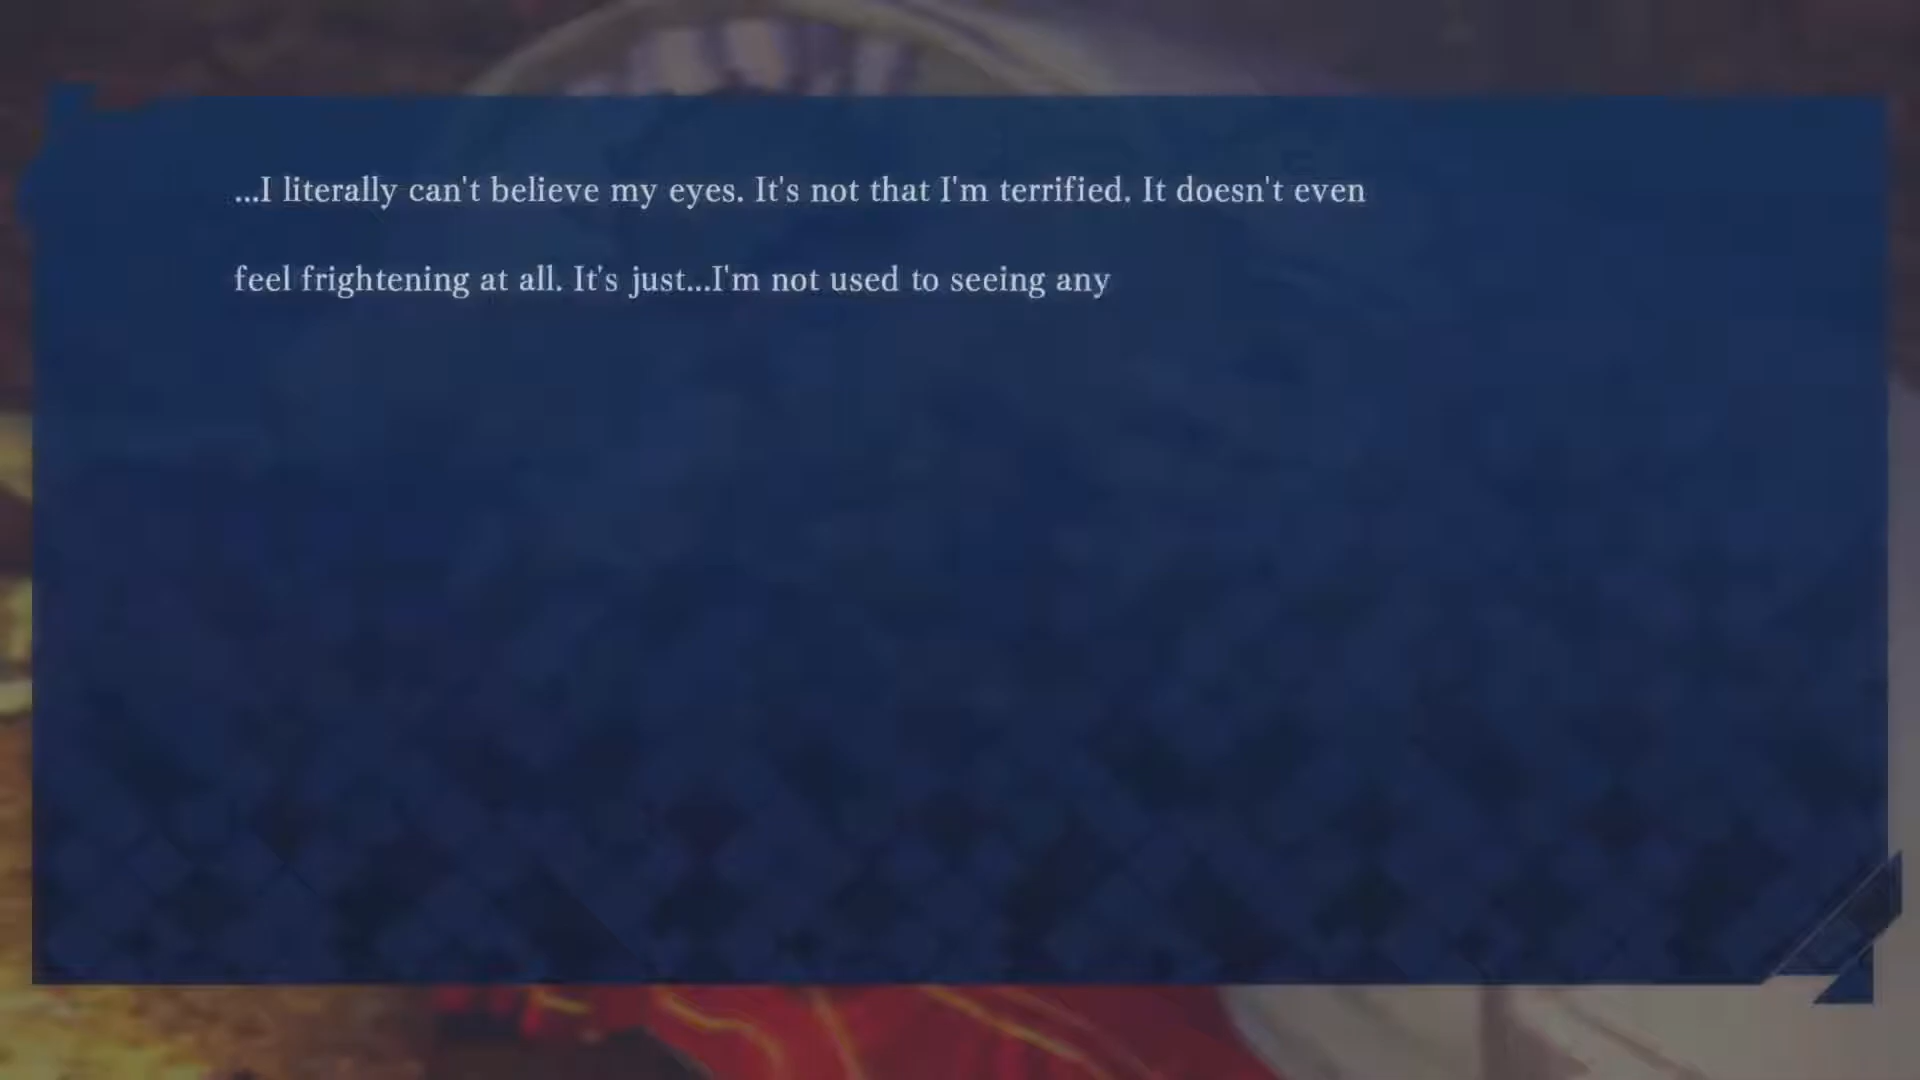 ...I literally can't believe my eyes. It's not that I'm terrified. It doesn't even
feel frightening at all. It's just...I'm not used to seeing any